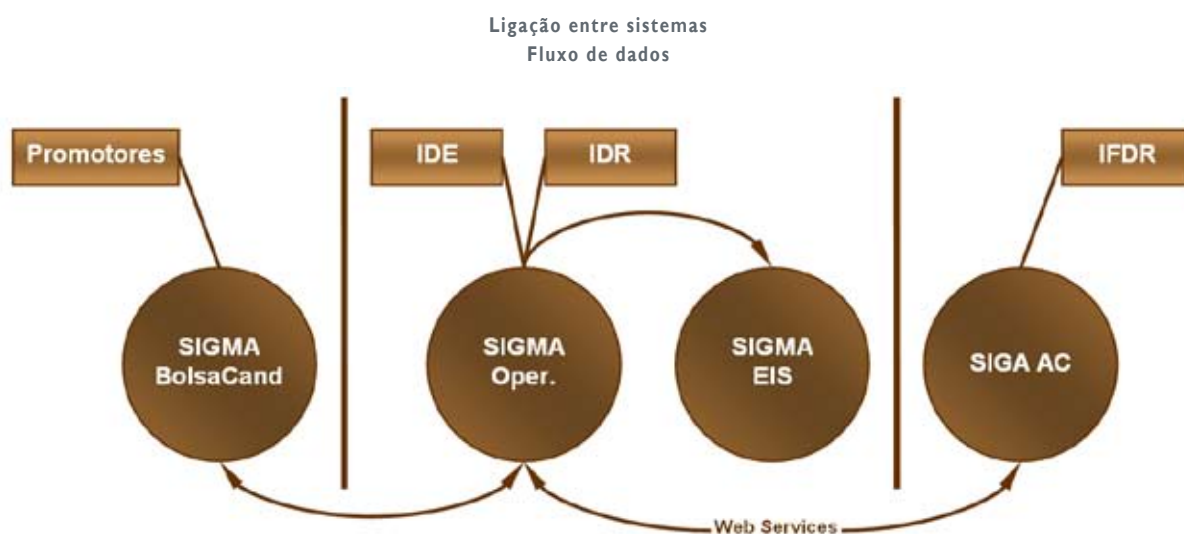 Ligação entre sistemas
Fluxo de dados
Promotores
IDE
IDR
IFDR
SIGMA
BolsaCand
SIGMA
Oper.
SIGMA
EIS
SIGA AC
Web Services